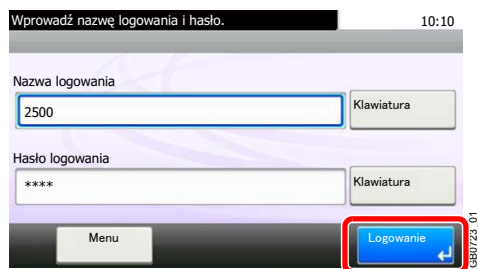 Wprowadź nazwę logowania i hasło. 10:10
Nazwa logowania
2500 Klawiatura
Hasło logowania
**** Klawiatura
Menu Logowanie
GB0723_01